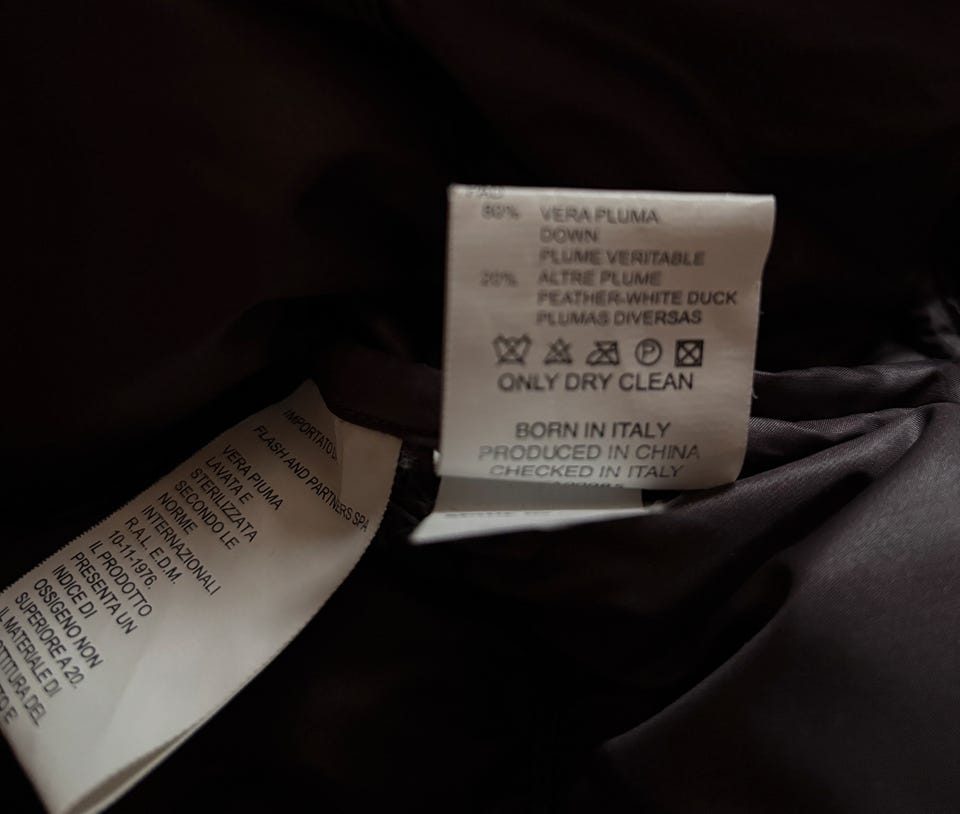 PAD
80% VERA PLUMA
DOWN
PLUME VERITABLE
20% ALTRE PLUME
FEATHER-WHITE DUCK
PLUMAS DIVERSAS
P
ONLY DRY CLEAN
BORN IN ITALY
PRODUCED IN CHINA
CHECKED IN ITALY
FLASH AND PARTNERS SPA
VERA PIUMA
LAVATA E
STERILIZZATA
SECONDO LE
NORME
INTERNAZIONALI
R.A.L. E.D.M.
10-11-1976.
IL PRODOTTO
PRESENTA UN
INDICE DI
OSSIGENO NON
SUPERIORE A 20.
IL MATERIALE DI
DEL
E